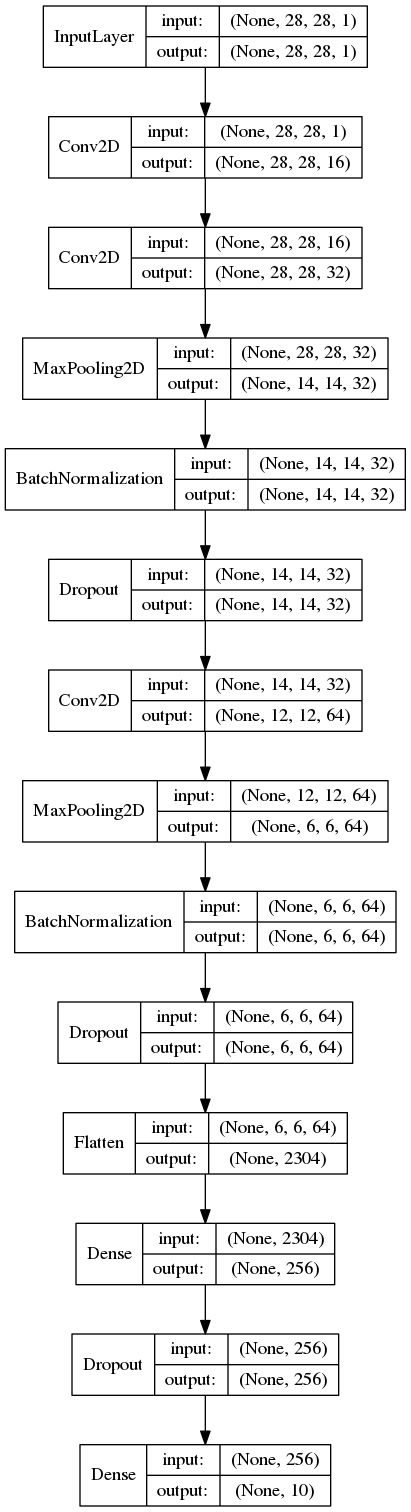 InputLayer
input: (None, 28, 28, 1)
output: (None, 28, 28, 1)
Conv2D
input: (None, 28, 28, 1)
output: (None, 28, 28, 16)
Conv2D
input: (None, 28, 28, 16)
output: (None, 28, 28, 32)
MaxPooling2D
input: (None, 28, 28, 32)
output: (None, 14, 14, 32)
BatchNormalization
input: (None, 14, 14, 32)
output: (None, 14, 14, 32)
Dropout
input: (None, 14, 14, 32)
output: (None, 14, 14, 32)
Conv2D
input: (None, 14, 14, 32)
output: (None, 12, 12, 64)
MaxPooling2D
input: (None, 12, 12, 64)
output: (None, 6, 6, 64)
BatchNormalization
input: (None, 6, 6, 64)
output: (None, 6, 6, 64)
Dropout
input: (None, 6, 6, 64)
output: (None, 6, 6, 64)
Flatten
input: (None, 6, 6, 64)
output: (None, 2304)
Dense
input: (None, 2304)
output: (None, 256)
Dropout
input: (None, 256)
output: (None, 256)
Dense
input: (None, 256)
output: (None, 10)